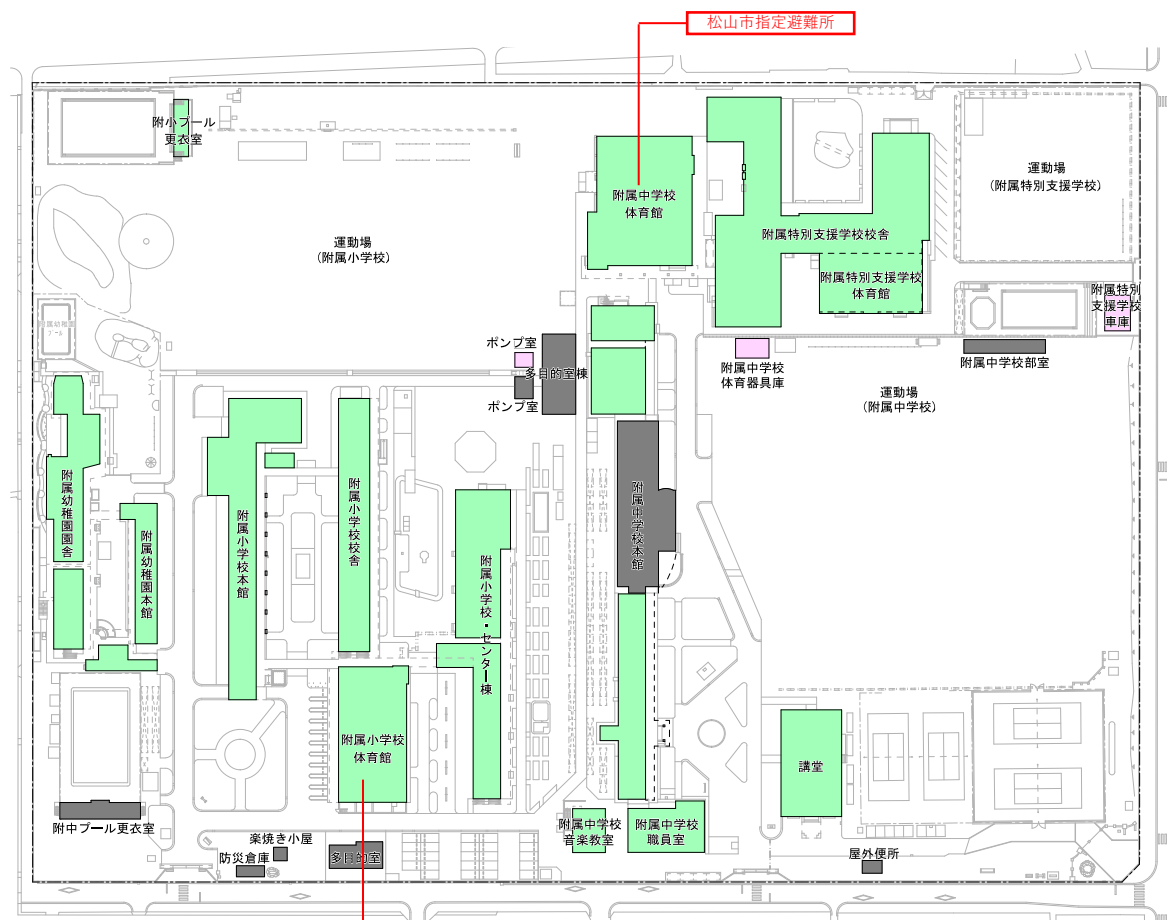 松山市指定避難所
附小プール
更衣室
附属中学校
体育館
運動場
(附属特別支援学校)
附属特別支援学校校舎
運動場
(附属小学校)
附属特別支援学校
体育館
附属特別
支援学校
車庫
附属幼稚園
プール
ポンプ室
多目的室棟
ポンプ室
附属中学校
体育器具庫
附属中学校部室
運動場
(附属中学校)
附属幼稚園園舎
附属幼稚園本館
附属小学校本館
附属小学校校舎
附属小学校・センター棟
附属中学校本館
附属小学校
体育館
講堂
附中プール更衣室
附属中学校
音楽教室
附属中学校
職員室
楽焼き小屋
防災倉庫
多目的室
屋外便所